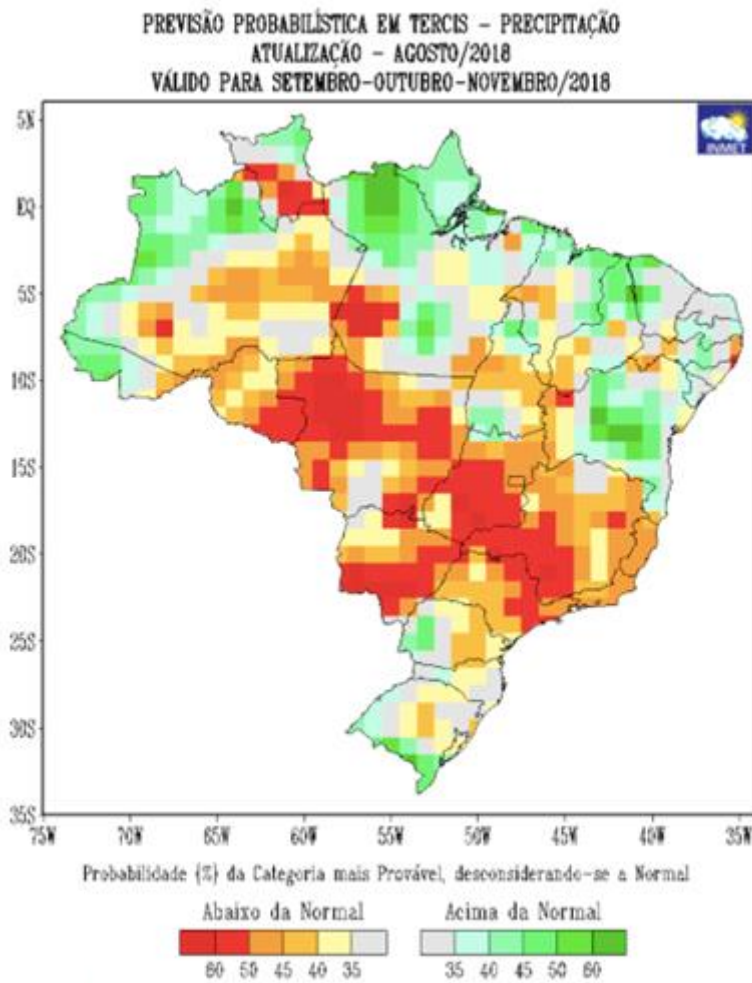 PREVISÃO PROBABILÍSTICA EM TERCIS – PRECIPITAÇÃO
ATUALIZAÇÃO – AGOSTO/2018
VÁLIDO PARA SETEMBRO-OUTUBRO-NOVEMBRO/2018
INMET
5N
EQ
5S
10S
15S
20S
25S
30S
35S
75W 70W 65W 60W 55W 50W 45W 40W 35W
Probabilidade (%) da Categoria mais Provável, desconsiderando-se a Normal
Abaixo da Normal Acima da Normal
60 50 45 40 35 35 40 45 50 60